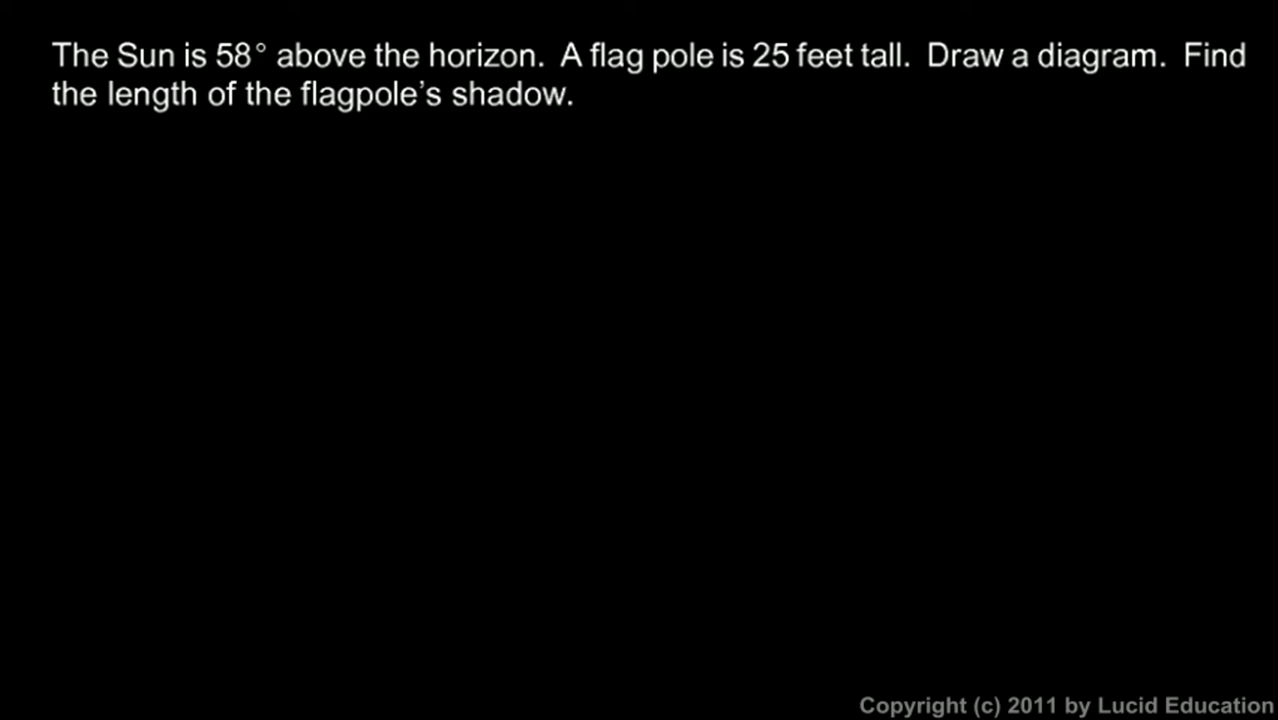 The Sun is 58° above the horizon. A flag pole is 25 feet tall. Draw a diagram. Find
the length of the flagpole's shadow.
Copyright (c) 2011 by Lucid Education